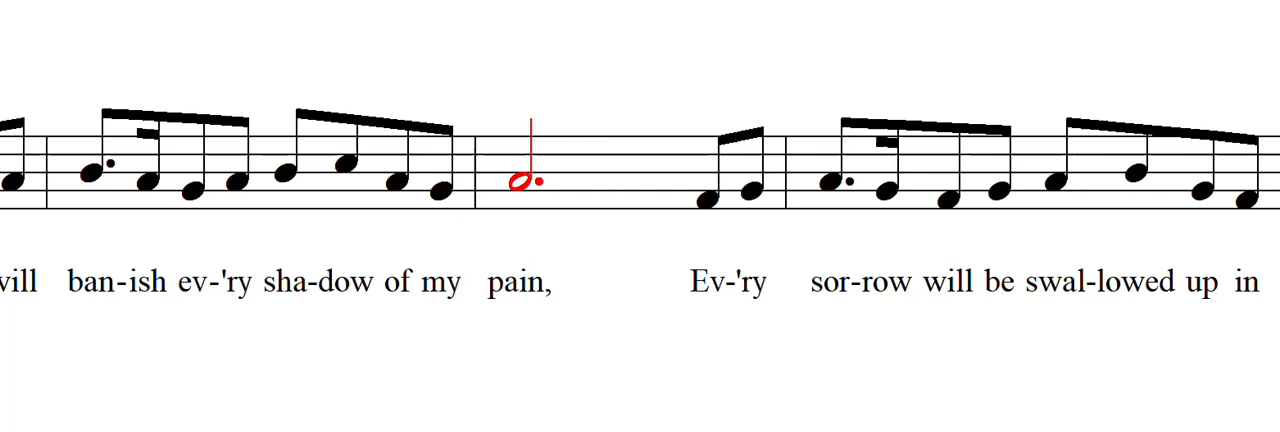 ban-ish ev-'ry sha-dow of my pain, Ev-'ry sor-row will be swal-lowed up in